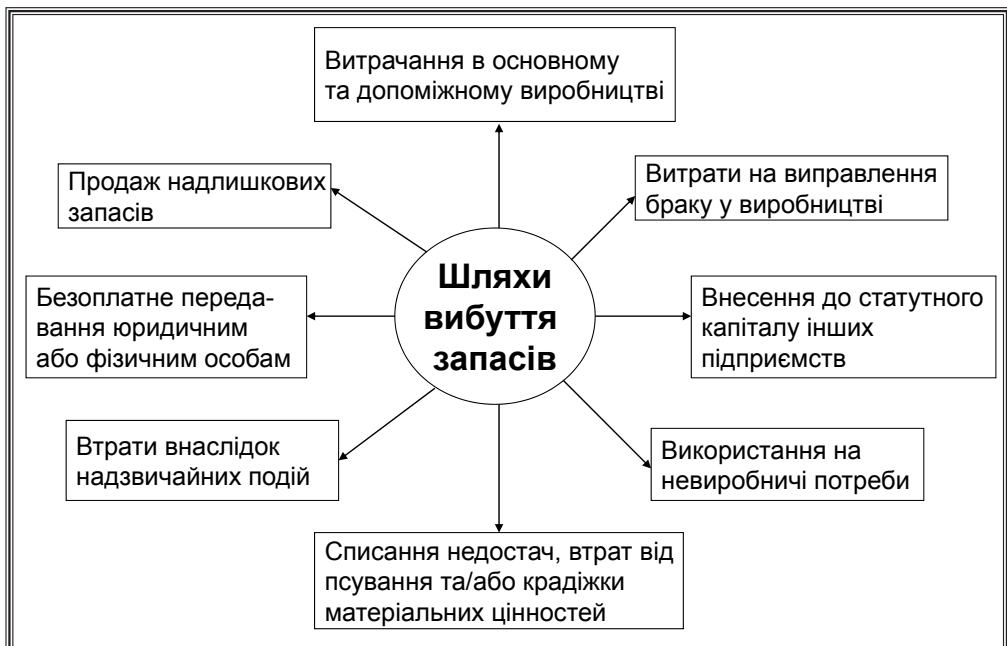 Витрачання в основному
та допоміжному виробництві
Продаж надлишкових
запасів
Витрати на виправлення
браку у виробництві
Шляхи
вибуття
запасів
Безоплатне переда-
вання юридичним
або фізичним особам
Внесення до статутного
капіталу інших
підприємств
Втрати внаслідок
надзвичайних подій
Використання на
невиробничі потреби
Списання недостач, втрат від
псування та/або крадіжки
матеріальних цінностей